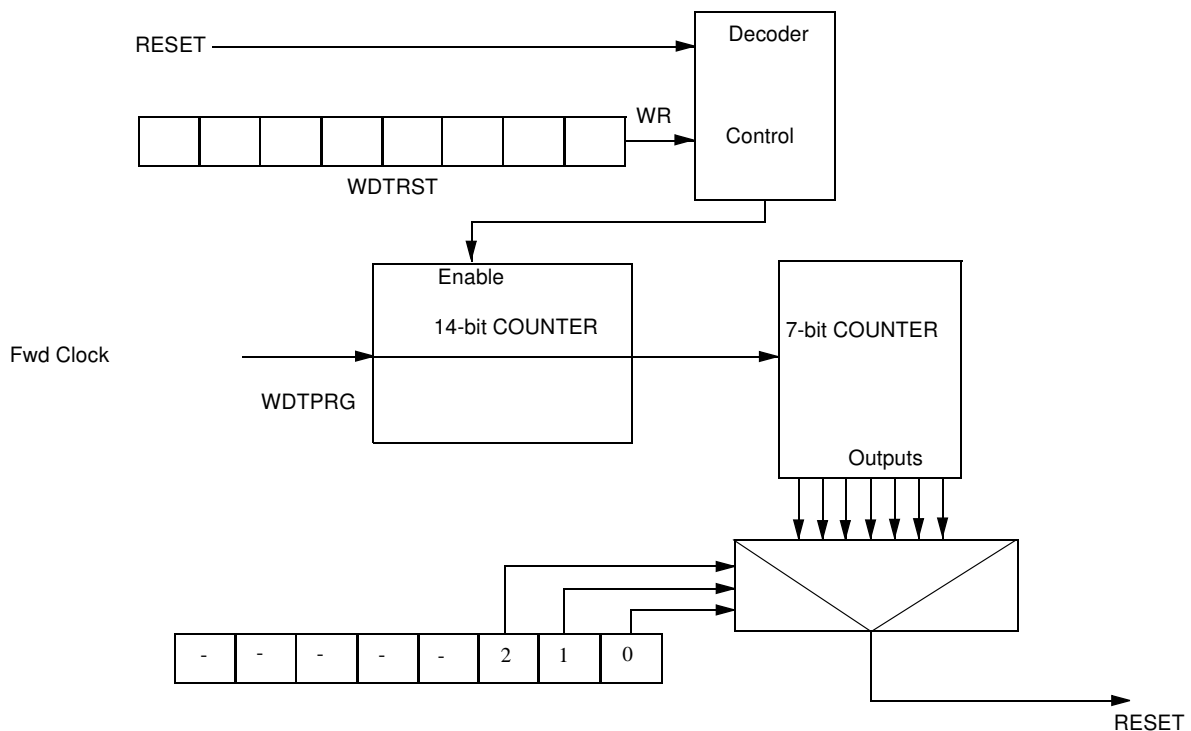 Decoder
RESET
WR
Control
WDTRST
Enable
14-bit COUNTER
7-bit COUNTER
Fwd Clock
WDTPRG
Outputs
- - - - - 2 1 0
RESET